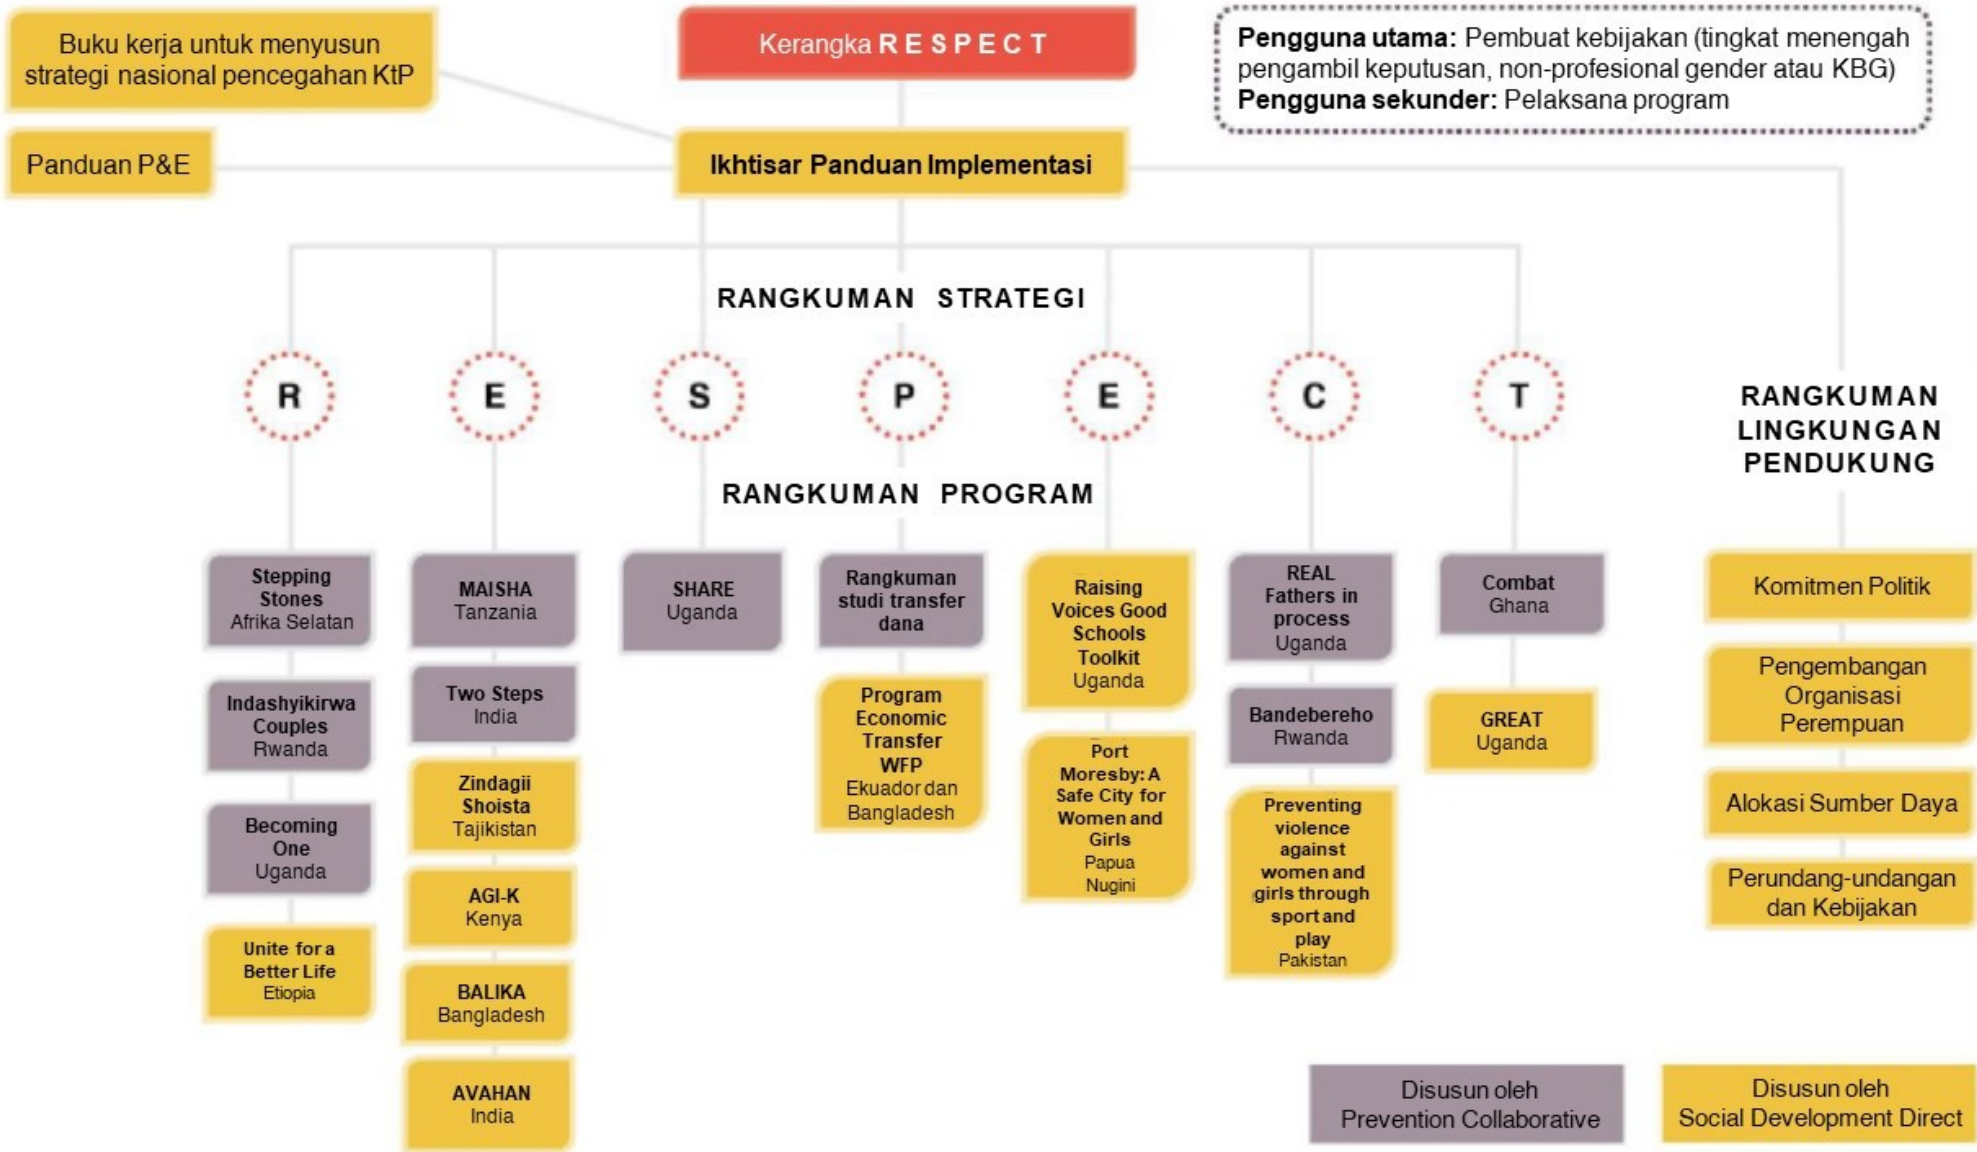 Buku kerja untuk menyusun
strategi nasional pencegahan KtP
Kerangka R E S P E C T
Pengguna utama: Pembuat kebijakan (tingkat menengah
pengambil keputusan, non-profesional gender atau KBG)
Pengguna sekunder: Pelaksana program
Panduan P&E
Ikhtisar Panduan Implementasi
RANGKUMAN STRATEGI
R
E
S
P
E
C
T
RANGKUMAN
LINGKUNGAN
PENDUKUNG
RANGKUMAN PROGRAM
Stepping
Stones
Afrika Selatan
Indashyikirwa
Couples
Rwanda
Becoming
One
Uganda
Unite for a
Better Life
Etiopia
MAISHA
Tanzania
Two Steps
India
Zindagii
Shoista
Tajikistan
AGI-K
Kenya
BALIKA
Bangladesh
AVAHAN
India
SHARE
Uganda
Rangkuman
studi transfer
dana
Program
Economic
Transfer
WFP
Ekuador dan
Bangladesh
Raising
Voices Good
Schools
Toolkit
Uganda
Port
Moresby: A
Safe City for
Women and
Girls
Papua
Nugini
REAL
Fathers in
process
Uganda
Bandebereho
Rwanda
Preventing
violence
against
women and
girls through
sport and
play
Pakistan
Combat
Ghana
GREAT
Uganda
Komitmen Politik
Pengembangan
Organisasi
Perempuan
Alokasi Sumber Daya
Perundang-undangan
dan Kebijakan
Disusun oleh
Prevention Collaborative
Disusun oleh
Social Development Direct